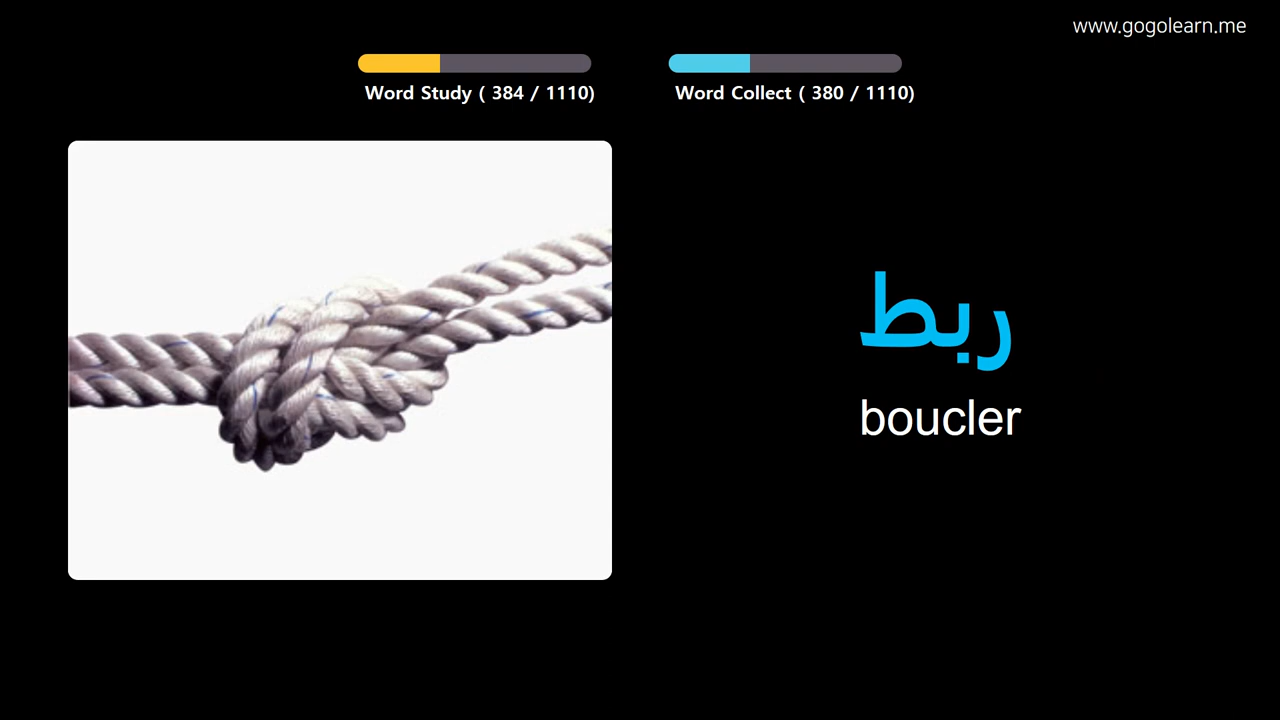 www.gogolearn.me
Word Study ( 384 / 1110)
Word Collect ( 380 / 1110)
ربط
boucler